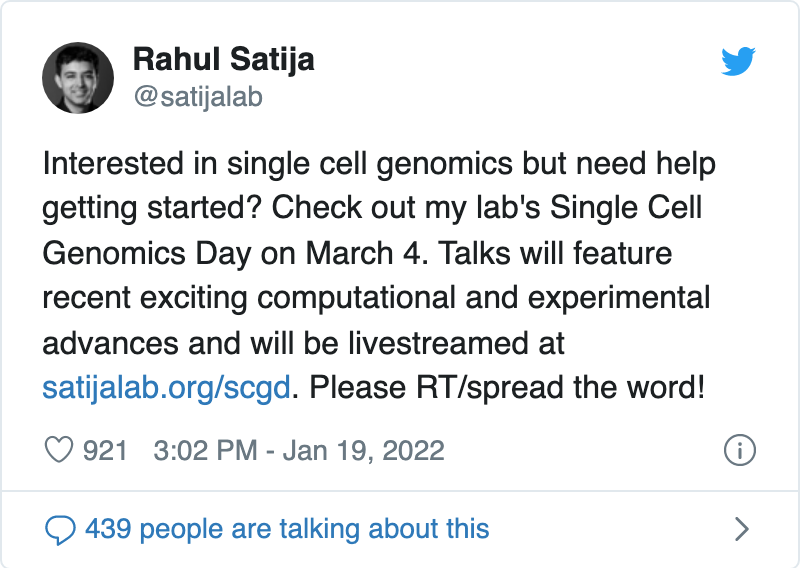 Rahul Satija
@satijalab
Interested in single cell genomics but need help
getting started? Check out my lab's Single Cell
Genomics Day on March 4. Talks will feature
recent exciting computational and experimental
advances and will be livestreamed at
satijalab.org/scgd. Please RT/spread the word!
921 3:02 PM - Jan 19, 2022
439 people are talking about this